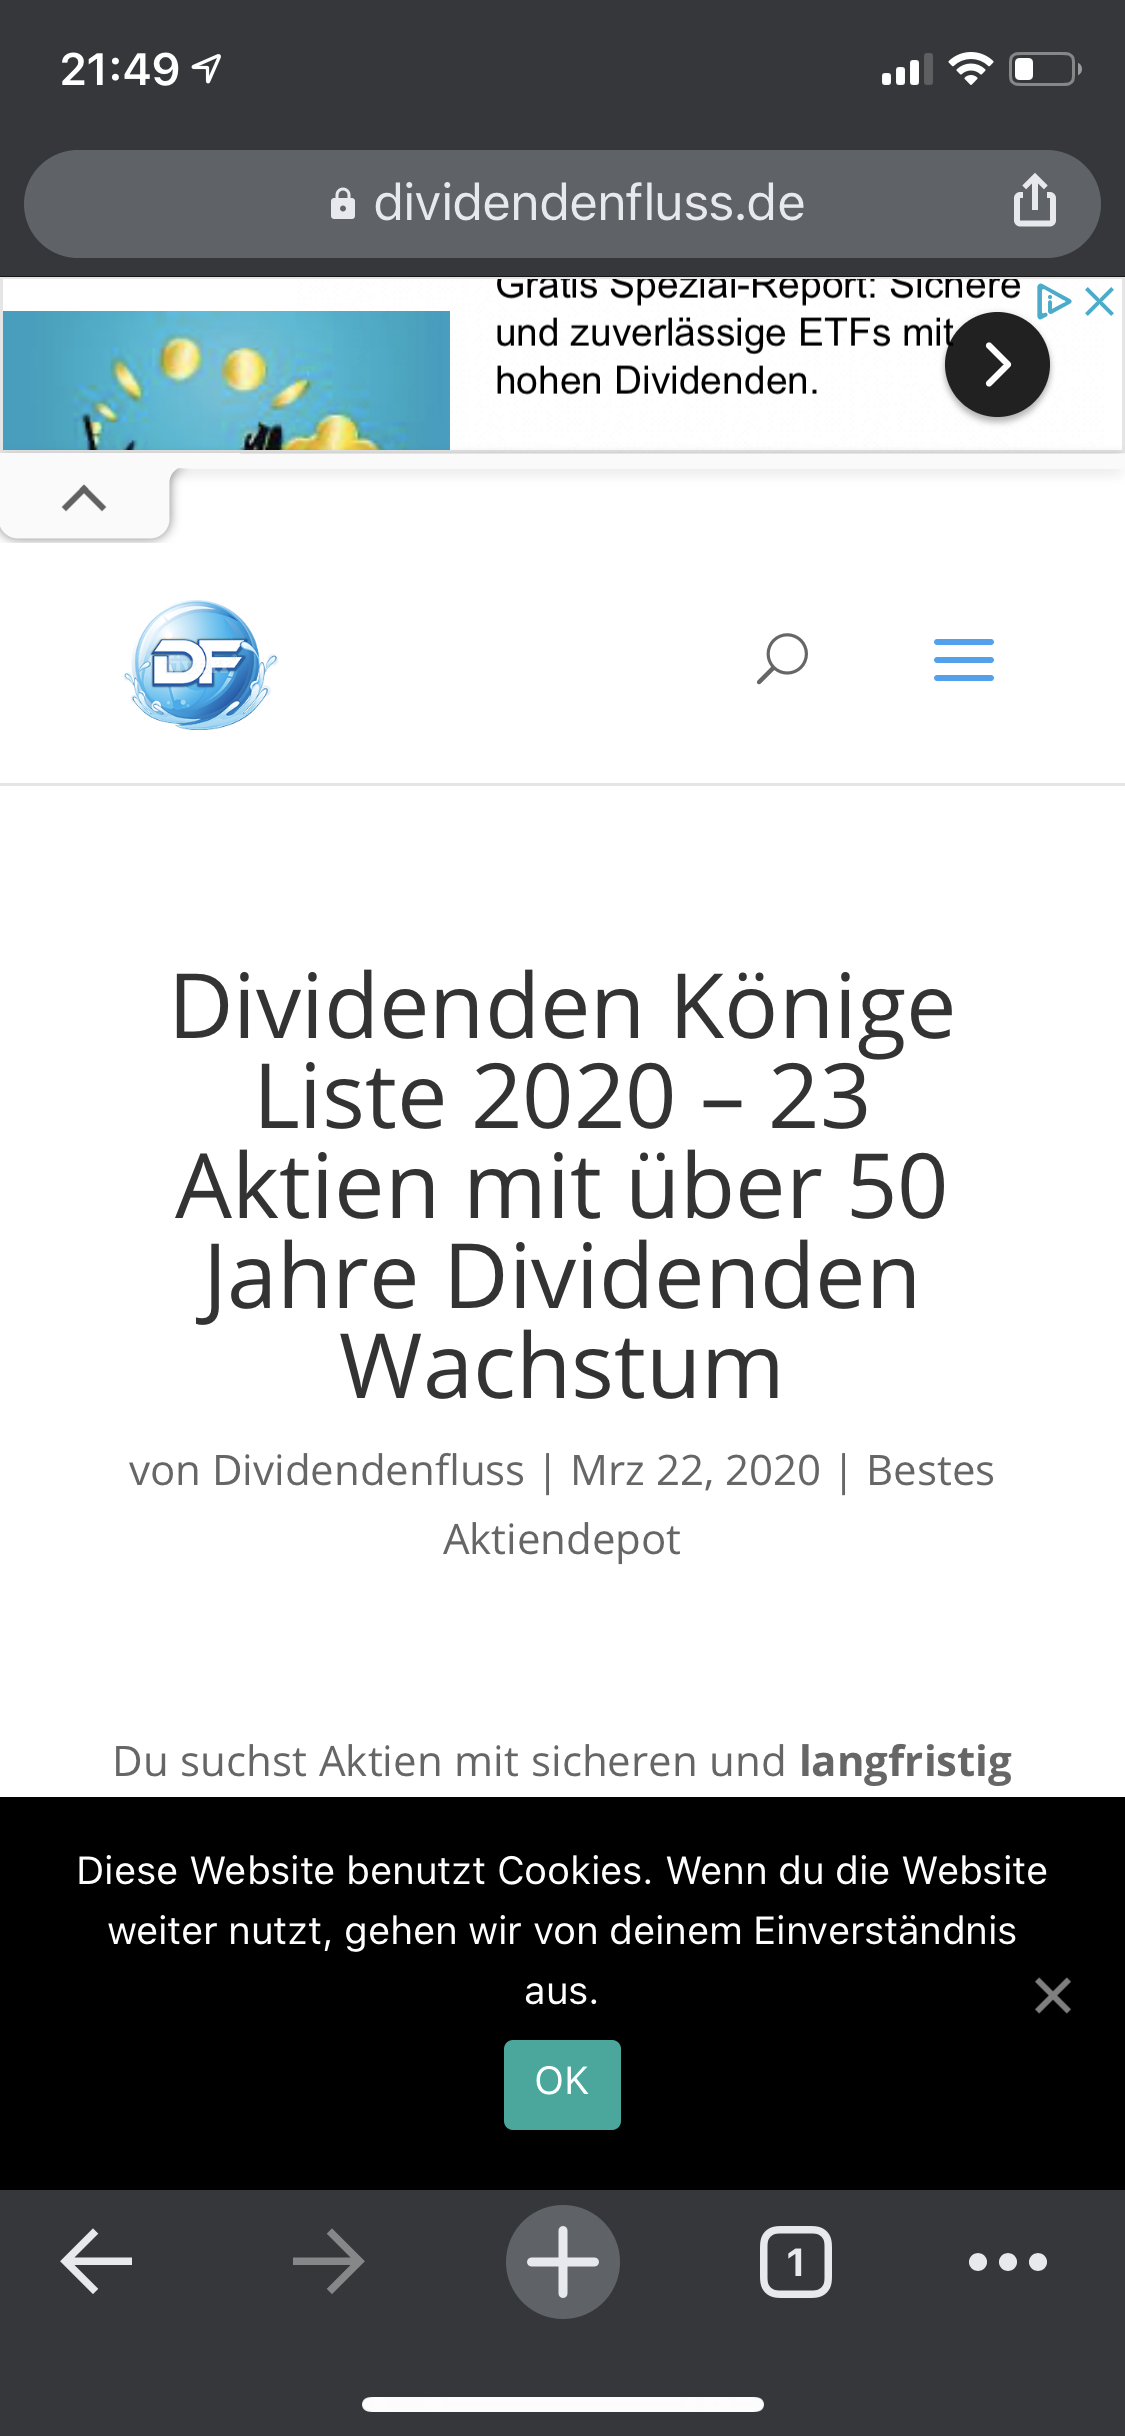 21:49
dividendenfluss.de
Gratis Spezial-Report: Sichere
und zuverlässige ETFs mit
hohen Dividenden.
DF
Dividenden Könige
Liste 2020 – 23
Aktien mit über 50
Jahre Dividenden
Wachstum
von Dividendenfluss | Mrz 22, 2020 | Bestes
Aktiendepot
Du suchst Aktien mit sicheren und langfristig
Diese Website benutzt Cookies. Wenn du die Website
weiter nutzt, gehen wir von deinem Einverständnis
aus.
OK
1